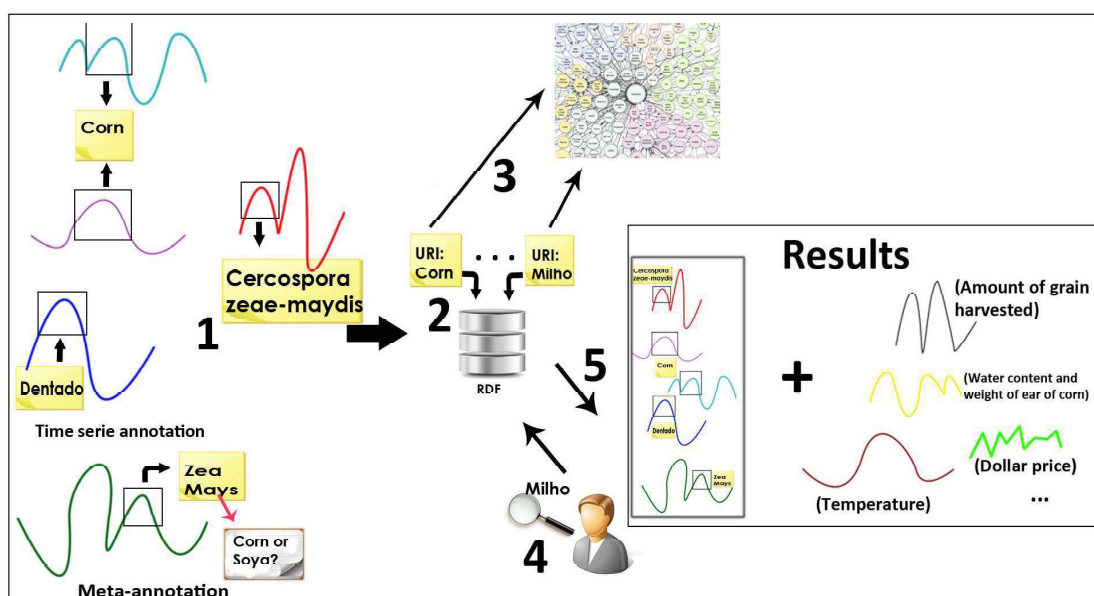 Corn
1
Cercospora
zeae-maydis
Dentado
Time serie annotation
Zea
Mays
Corn or
Soya?
Meta-annotation
3
URI:
Corn
...
URI:
Milho
2
RDF
5
Milho
4
Results
Cercospora
zeae-maydis
Corn
Dentado
Zea
Mays
+
(Amount of grain
harvested)
(Water content and
weight of ear of corn)
(Dollar price)
(Temperature)
...